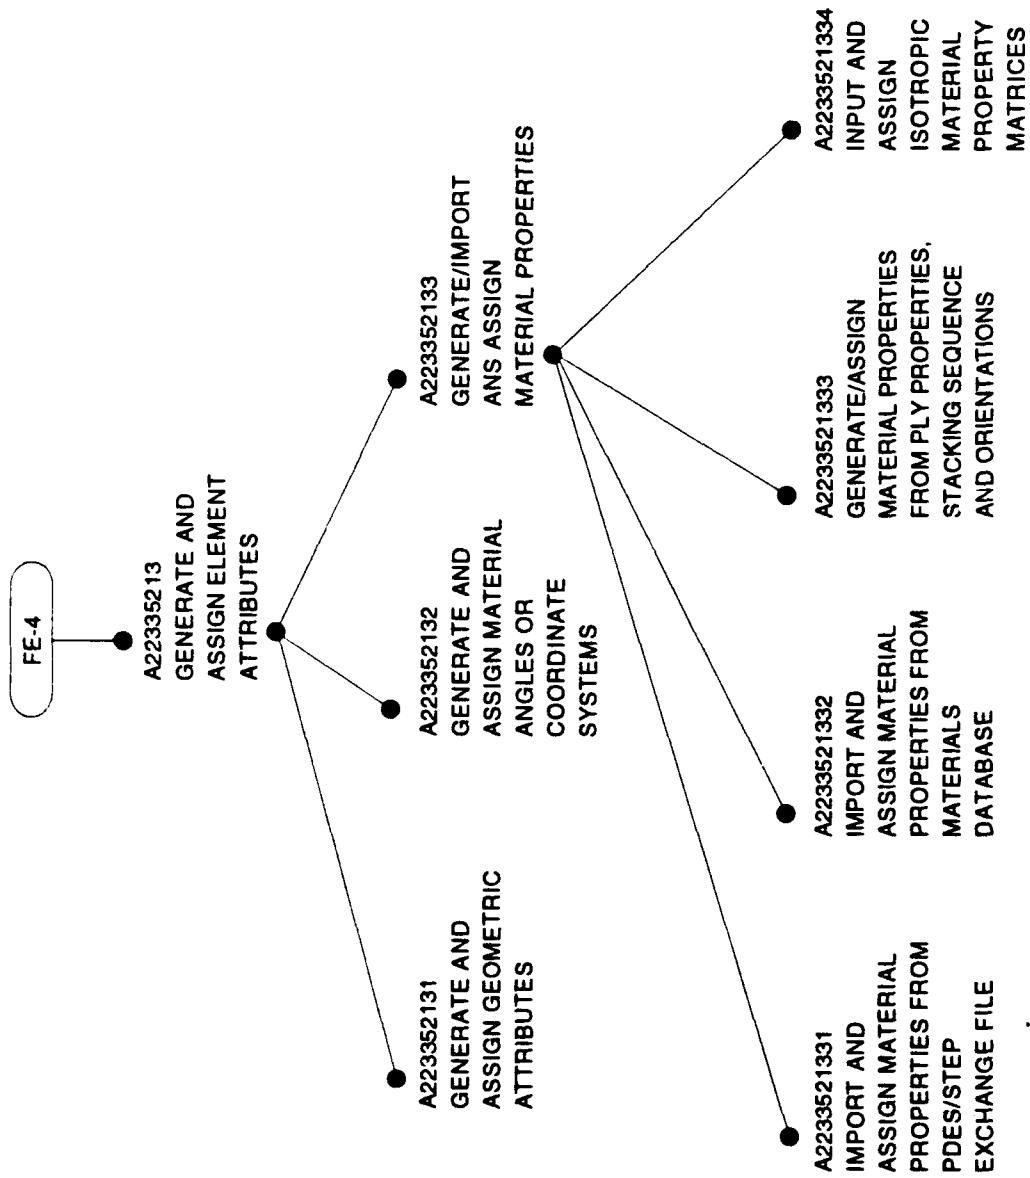 FE-4
A22335213
GENERATE AND
ASSIGN ELEMENT
ATTRIBUTES
A223352131
GENERATE AND
ASSIGN GEOMETRIC
ATTRIBUTES
A223352132
GENERATE AND
ASSIGN MATERIAL
ANGLES OR
COORDINATE
SYSTEMS
A223352133
GENERATE/IMPORT
ANS ASSIGN
MATERIAL PROPERTIES
A2233521331
IMPORT AND
ASSIGN MATERIAL
PROPERTIES FROM
PDES/STEP
EXCHANGE FILE
A2233521332
IMPORT AND
ASSIGN MATERIAL
PROPERTIES FROM
MATERIALS
DATABASE
A2233521333
GENERATE/ASSIGN
MATERIAL PROPERTIES
FROM PLY PROPERTIES,
STACKING SEQUENCE
AND ORIENTATIONS
A2233521334
INPUT AND
ASSIGN
ISOTROPIC
MATERIAL
PROPERTY
MATRICES